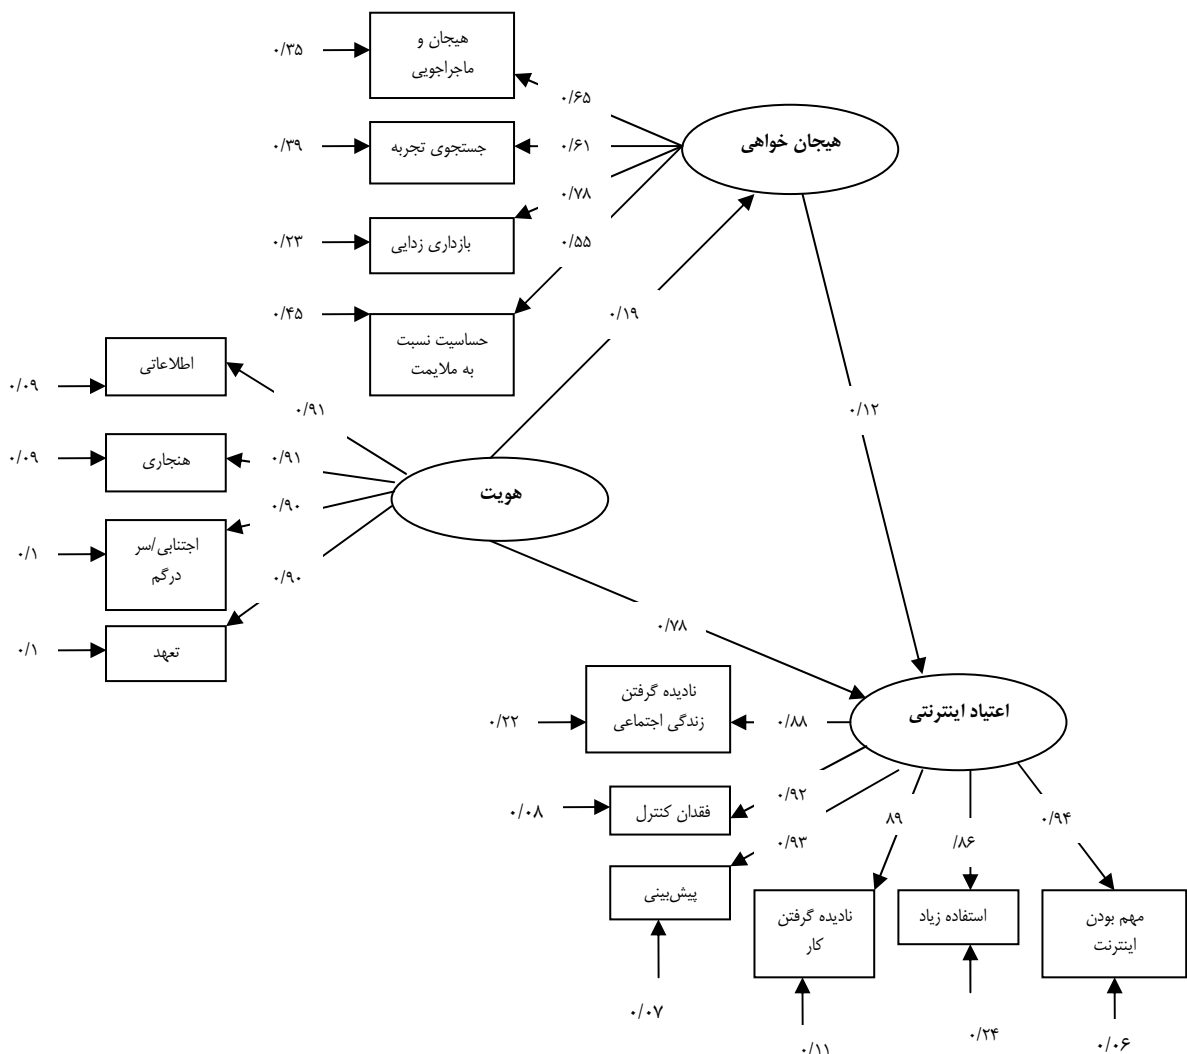 هیجان و
ماجراجویی
۰/۳۵
۰/۶۵
هیجان خواهی
جستجوی تجربه
۰/۳۹
۰/۶۱
بازداری زدایی
۰/۲۳
۰/۷۸
۰/۵۵
حساسیت نسبت
به ملایمت
۰/۴۵
۰/۱۹
۰/۱۲
اطلاعاتی
۰/۰۹
۰/۹۱
هنجاری
۰/۰۹
۰/۹۱
هویت
۰/۹۰
اجتنابی/سر
درگم
۰/۱
۰/۹۰
تعهد
۰/۱
۰/۷۸
اعتیاد اینترنتی
نادیده گرفتن
زندگی اجتماعی
۰/۲۲
۰/۸۸
فقدان کنترل
۰/۰۸
۰/۹۲
۰/۹۳
۸۹
/۸۶
۰/۹۴
پیش‌بینی
۰/۰۷
نادیده گرفتن
کار
۰/۱۱
استفاده زیاد
۰/۲۴
مهم بودن
اینترنت
۰/۰۶